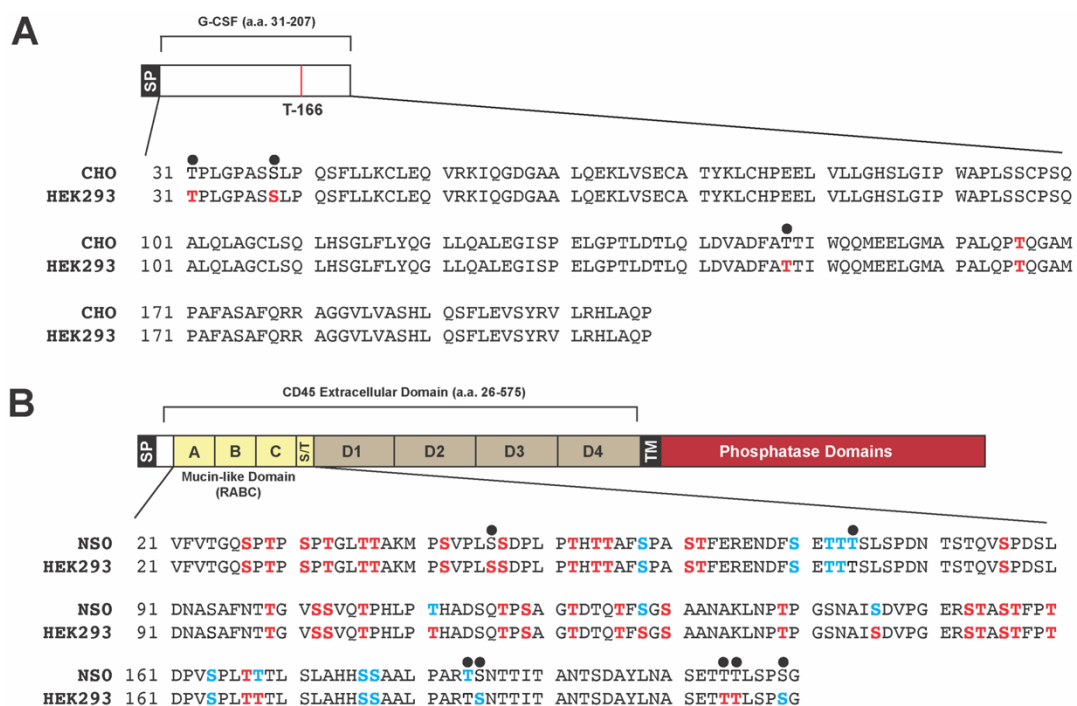 A
G-CSF (a.a. 31-207)
SP
T-166
CHO 31 TPLGPASSLP QSFLLKCLEQ VRKIQGDGAA LQEKLVSECA TYKLCHPEEL VLLGHSLGIP WAPLSSCPSQ
HEK293 31 TPLGPASSLP QSFLLKCLEQ VRKIQGDGAA LQEKLVSECA TYKLCHPEEL VLLGHSLGIP WAPLSSCPSQ
CHO 101 ALQLAGCLSQ LHSGLFLYQG LLQALEGISP ELGPTLDTLQ LDVADFATTI WQQMEELGMA PALQPTQGAM
HEK293 101 ALQLAGCLSQ LHSGLFLYQG LLQALEGISP ELGPTLDTLQ LDVADFATTI WQQMEELGMA PALQPTQGAM
CHO 171 PAFASAFQRR AGGVLVASHL QSFLEVSYRV LRHLAQP
HEK293 171 PAFASAFQRR AGGVLVASHL QSFLEVSYRV LRHLAQP
B
CD45 Extracellular Domain (a.a. 26-575)
SP A B C S/T D1 D2 D3 D4 TM Phosphatase Domains
Mucin-like Domain
(RABC)
NSO 21 VFVTGQSPTP SPTGLTTAKM PSVPLSSDPL PTHTTAFSPA STFERENDFS ETTTSLSPDN TSTQVSPDSL
HEK293 21 VFVTGQSPTP SPTGLTTAKM PSVPLSSDPL PTHTTAFSPA STFERENDFS ETTTSLSPDN TSTQVSPDSL
NSO 91 DNASAFNTTG VSSVQTPHLP THADSQTPSA GTDTQTFSGS AANAKLNPTP GSNAISDVPG ERSTASTFPT
HEK293 91 DNASAFNTTG VSSVQTPHLP THADSQTPSA GTDTQTFSGS AANAKLNPTP GSNAISDVPG ERSTASTFPT
NSO 161 DPVSPLTTTL SLAHHSSAAL PARTSNTTIT ANTSDAYLNA SETTTLSPSG
HEK293 161 DPVSPLTTTL SLAHHSSAAL PARTSNTTIT ANTSDAYLNA SETTTLSPSG